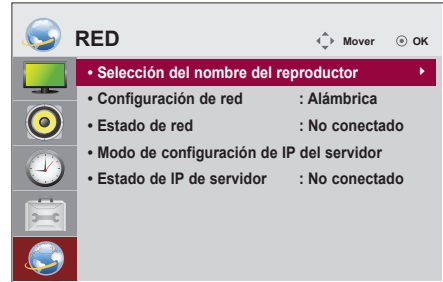 RED
Mover OK
• Selección del nombre del reproductor
• Configuración de red : Alámbrica
• Estado de red : No conectado
• Modo de configuración de IP del servidor
• Estado de IP de servidor : No conectado